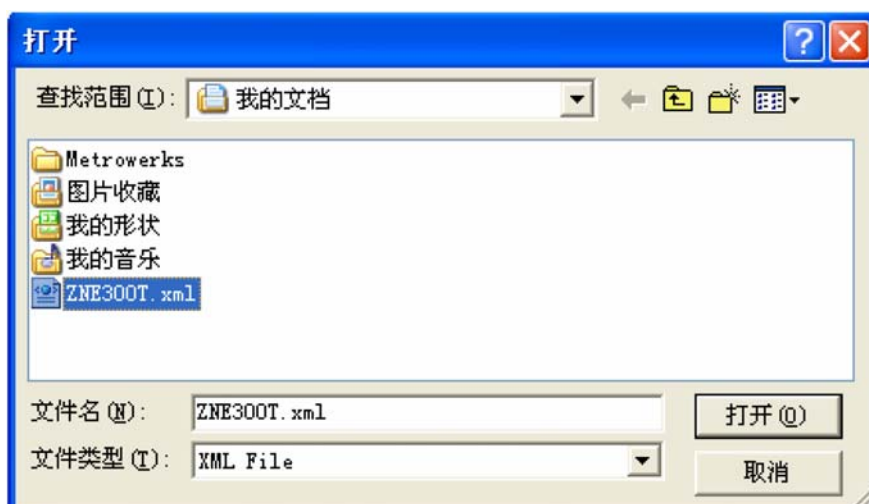 打开
查找范围(I): 我的文档
Metrowerks
图片收藏
我的形状
我的音乐
ZNE300T.xml
文件名(N): ZNE300T.xml 打开(O)
文件类型(T): XML File 取消